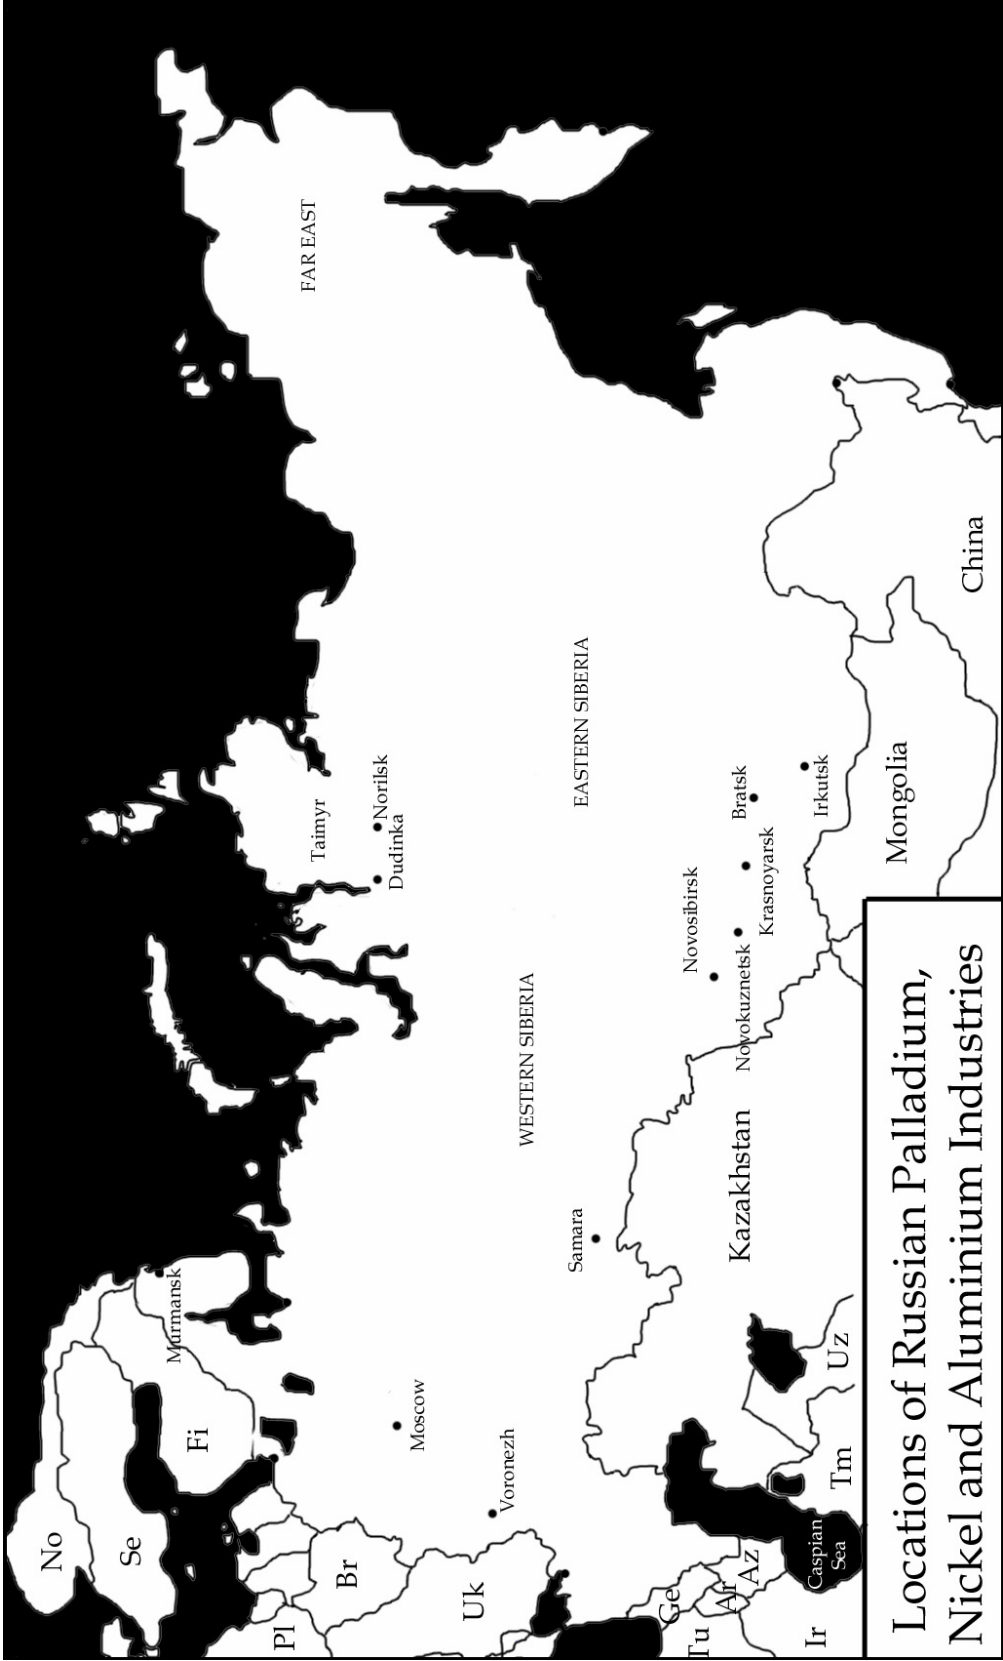 FAR EAST
Taimyr
Norilsk
Dudinka
EASTERN SIBERIA
WESTERN SIBERIA
Bratsk
Irkutsk
Krasnoyarsk
Novosibirsk
Novokuznetsk
Samara
Murmansk
Moscow
Voronezh
No
Se
Fi
Br
Pl
Uk
Ge
Ar
Az
Tu
Ir
Tm
Uz
Caspian
Sea
Kazakhstan
Mongolia
China
Locations of Russian Palladium,
Nickel and Aluminium Industries